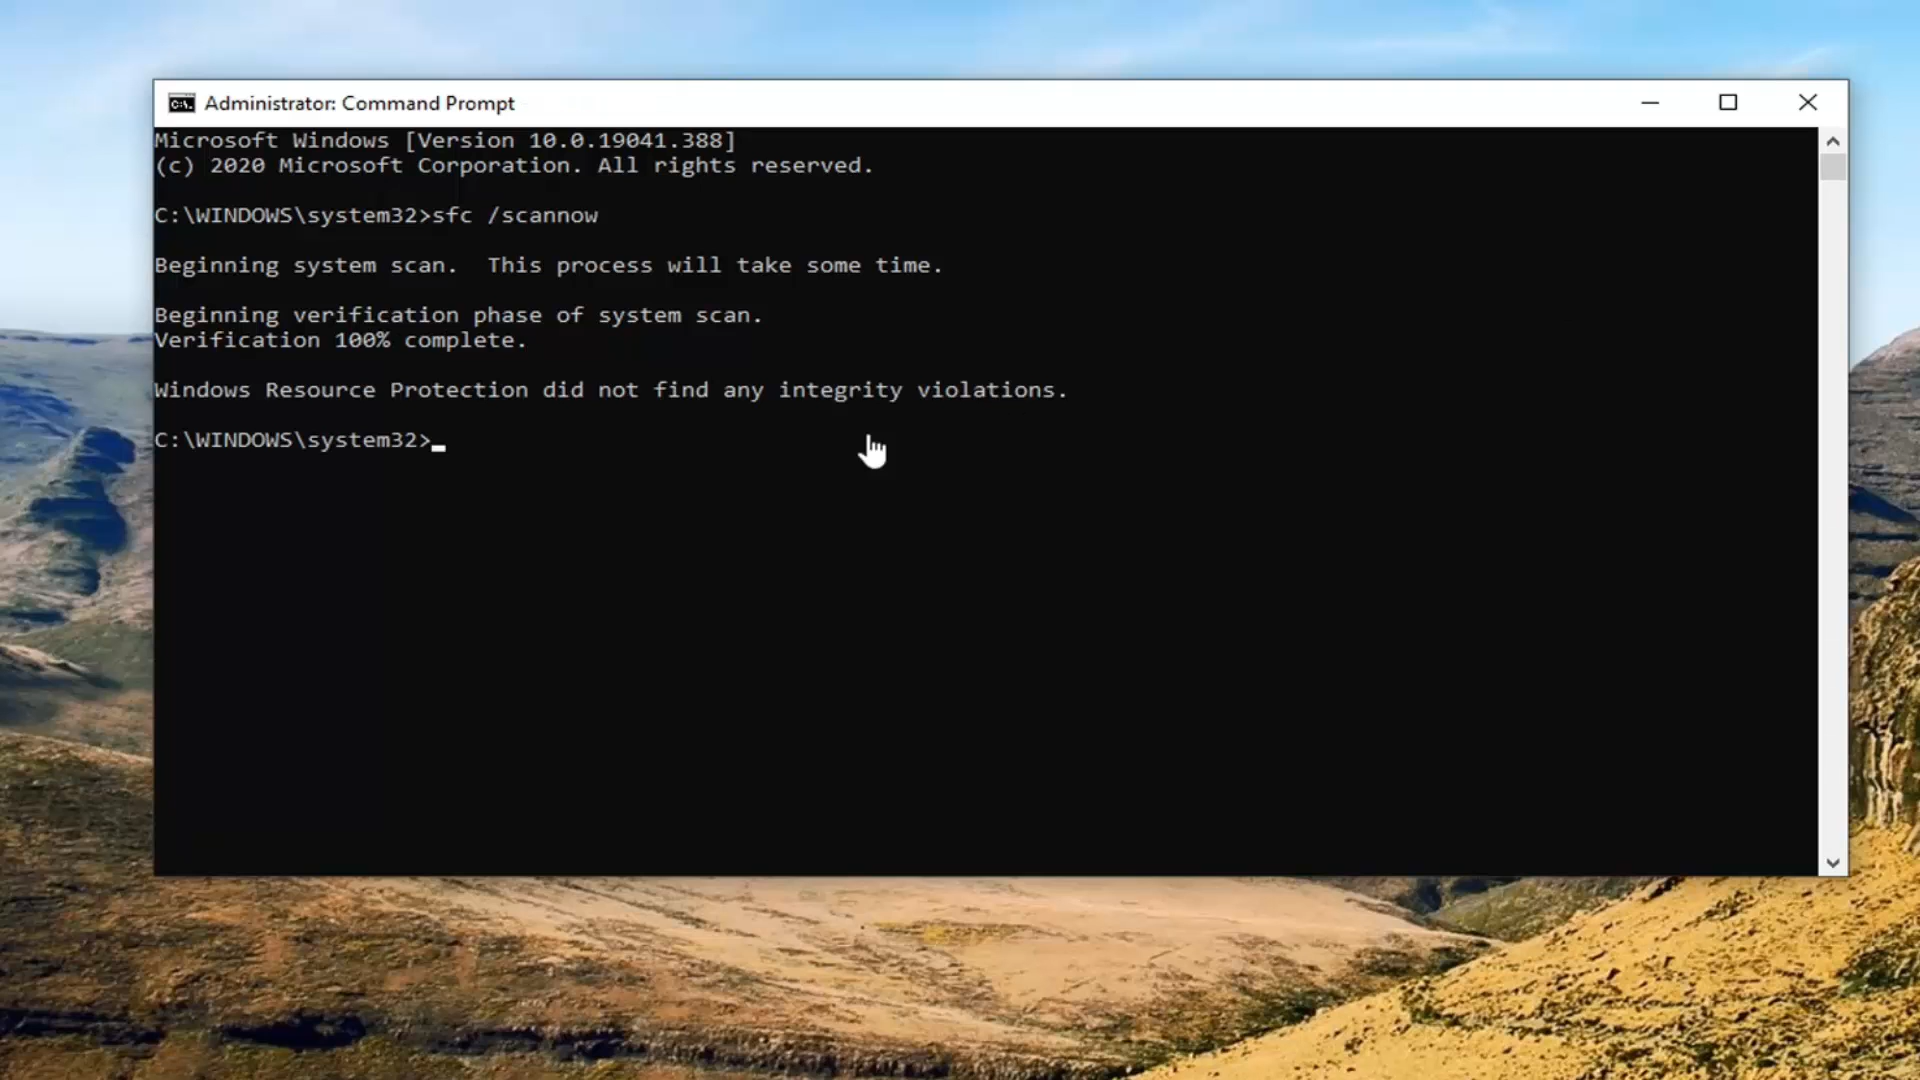 Administrator: Command Prompt
Microsoft Windows [Version 10.0.19041.388]
(c) 2020 Microsoft Corporation. All rights reserved.
C:\WINDOWS\system32>sfc /scannow
Beginning system scan.  This process will take some time.
Beginning verification phase of system scan.
Verification 100% complete.
Windows Resource Protection did not find any integrity violations.
C:\WINDOWS\system32>